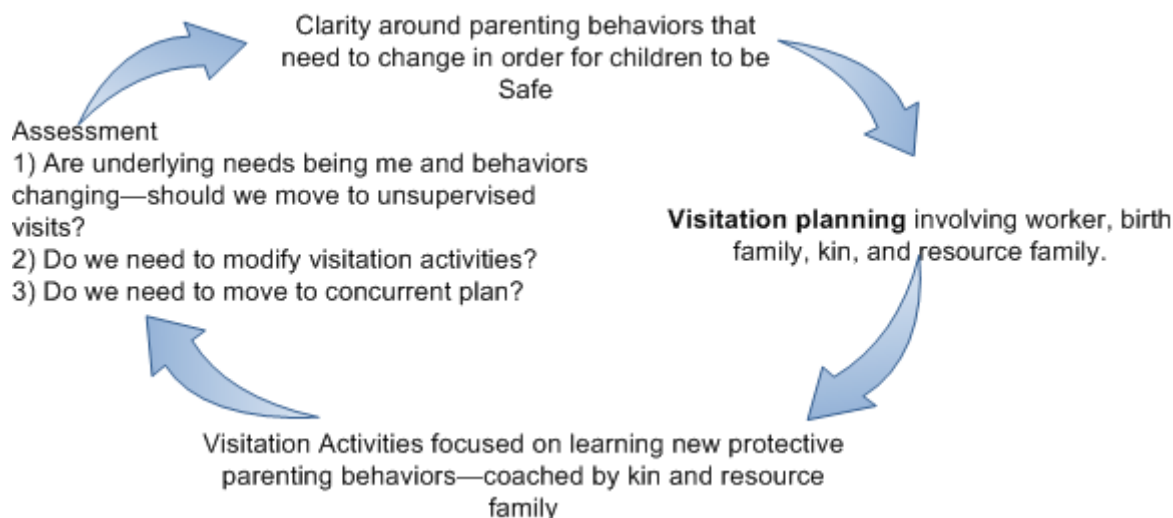 Clarity around parenting behaviors that
need to change in order for children to be
Safe
Assessment
1) Are underlying needs being me and behaviors
changing—should we move to unsupervised
visits?
2) Do we need to modify visitation activities?
3) Do we need to move to concurrent plan?
Visitation planning involving worker, birth
family, kin, and resource family.
Visitation Activities focused on learning new protective
parenting behaviors—coached by kin and resource
family